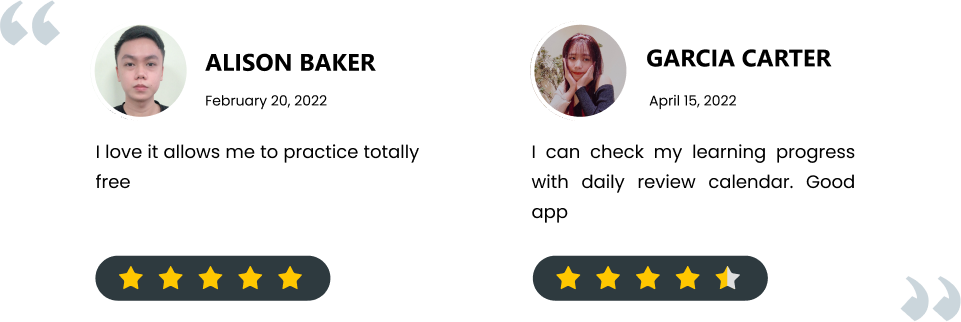 ALISON BAKER
February 20, 2022
I love it allows me to practice totally
free
GARCIA CARTER
April 15, 2022
I can check my learning progress
with daily review calendar. Good
app